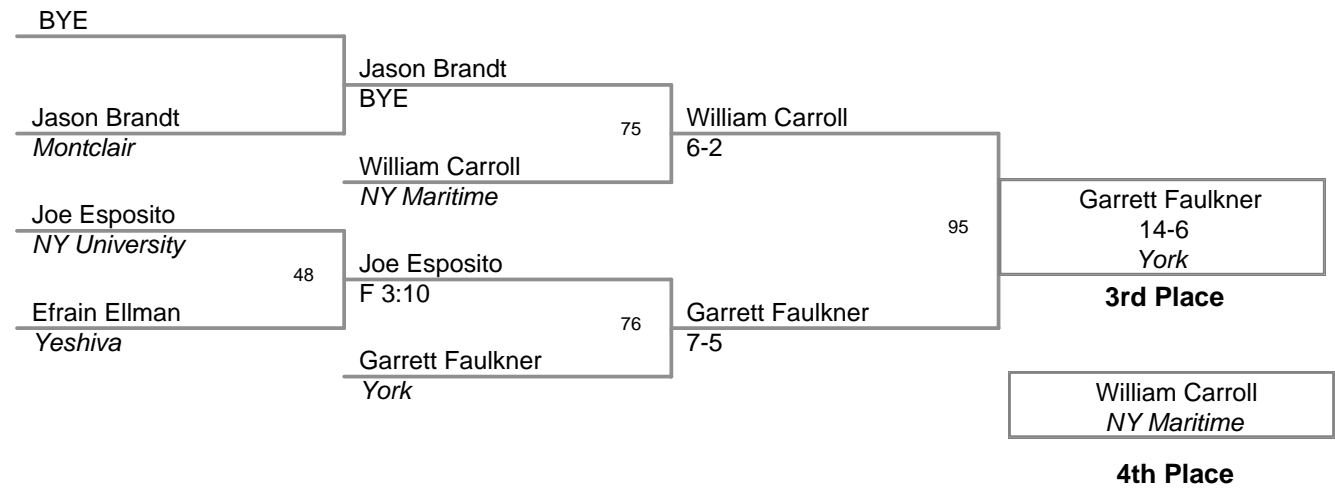 BYE
Jason Brandt
BYE
Jason Brandt
Montclair
75
William Carroll
6-2
William Carroll
NY Maritime
Joe Esposito
NY University
48
Joe Esposito
F 3:10
Efrain Ellman
Yeshiva
76
Garrett Faulkner
7-5
Garrett Faulkner
York
95
Garrett Faulkner
14-6
York
3rd Place
William Carroll
NY Maritime
4th Place